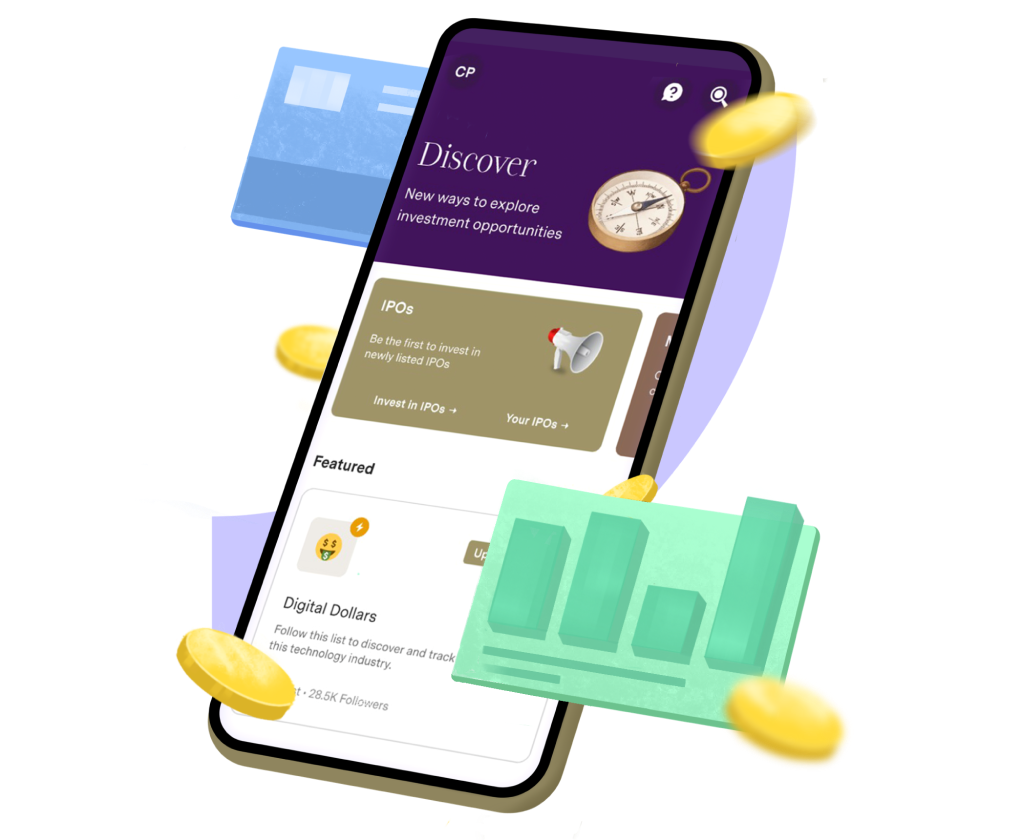 CP
Discover
New ways to explore
investment opportunities
IPOs
Be the first to invest in
newly listed IPOs
Invest in IPOs →
Your IPOs →
Featured
Digital Dollars
Follow this list to discover and track
this technology industry.
• 28.5K Followers